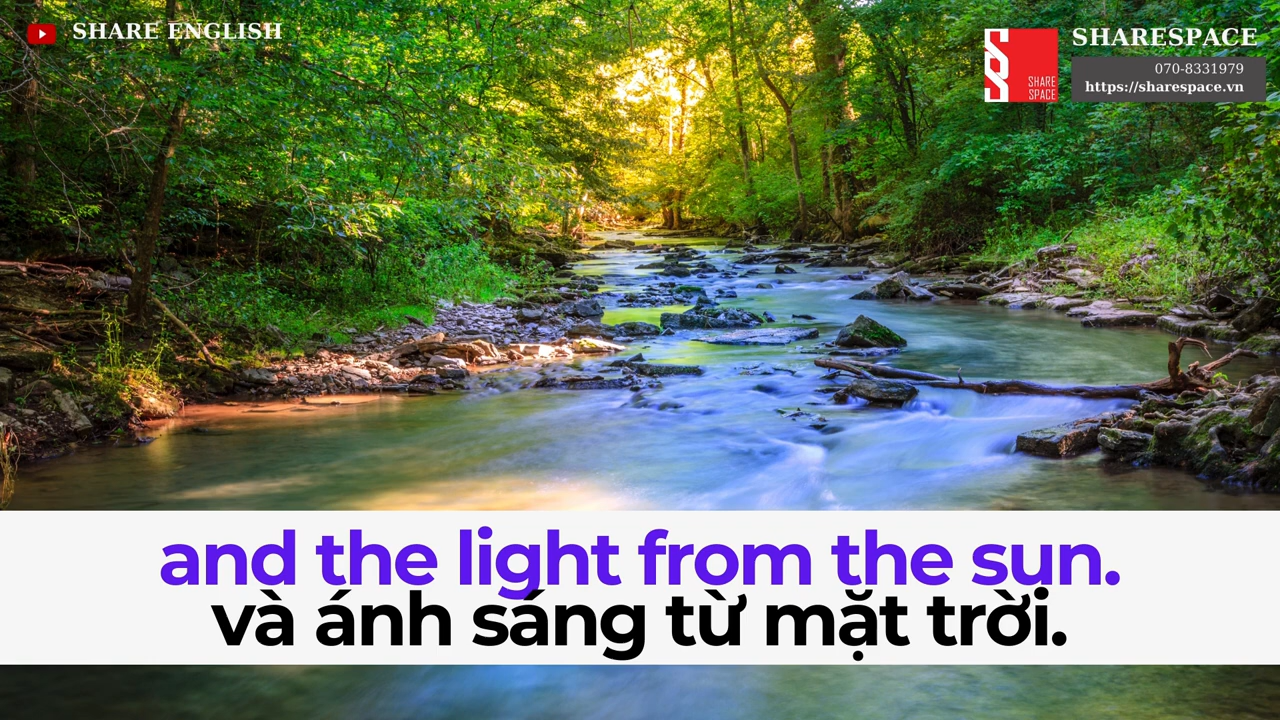 SHARE ENGLISH
SHARE
SPACE
SHARESPACE
070-8331979
https://sharespace.vn
and the light from the sun.
và ánh sáng từ mặt trời.